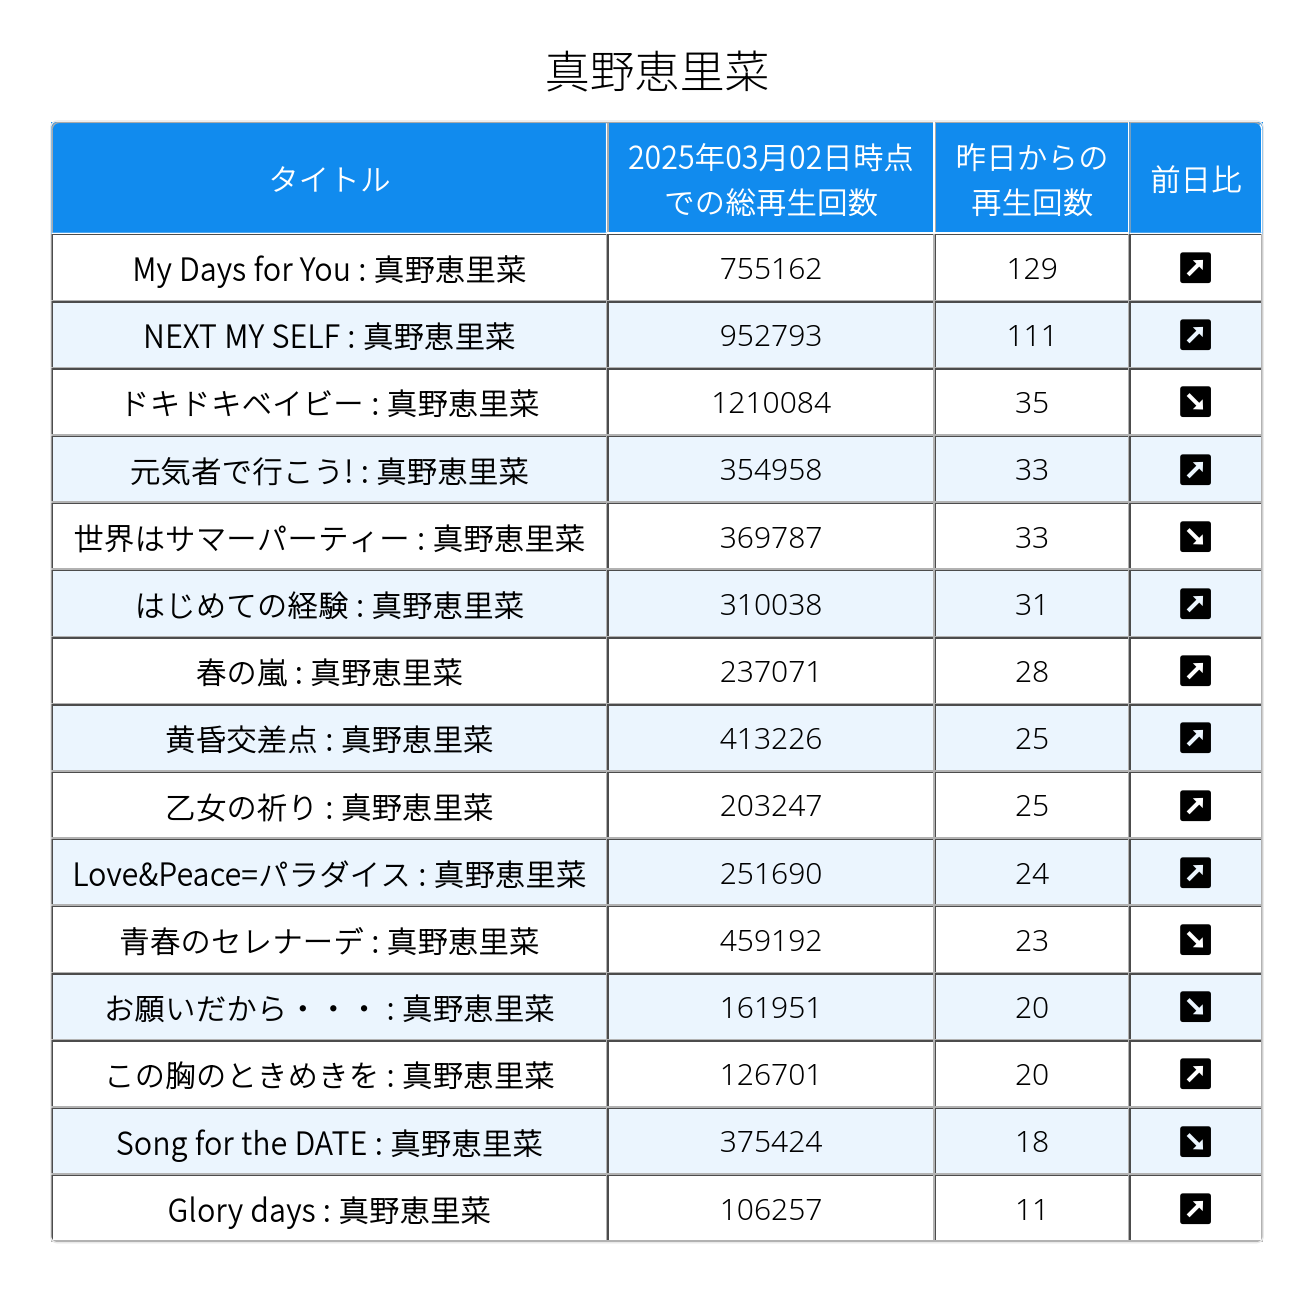 真野恵里菜
タイトル 2025年03月02日時点での総再生回数 昨日からの再生回数 前日比
My Days for You : 真野恵里菜 755162 129 ↗
NEXT MY SELF : 真野恵里菜 952793 111 ↗
ドキドキベイビー : 真野恵里菜 1210084 35 ↘
元気者で行こう! : 真野恵里菜 354958 33 ↗
世界はサマーパーティー : 真野恵里菜 369787 33 ↘
はじめての経験 : 真野恵里菜 310038 31 ↗
春の嵐 : 真野恵里菜 237071 28 ↗
黄昏交差点 : 真野恵里菜 413226 25 ↗
乙女の祈り : 真野恵里菜 203247 25 ↗
Love&Peace=パラダイス : 真野恵里菜 251690 24 ↗
青春のセレナーデ : 真野恵里菜 459192 23 ↘
お願いだから・・・ : 真野恵里菜 161951 20 ↘
この胸のときめきを : 真野恵里菜 126701 20 ↗
Song for the DATE : 真野恵里菜 375424 18 ↘
Glory days : 真野恵里菜 106257 11 ↗